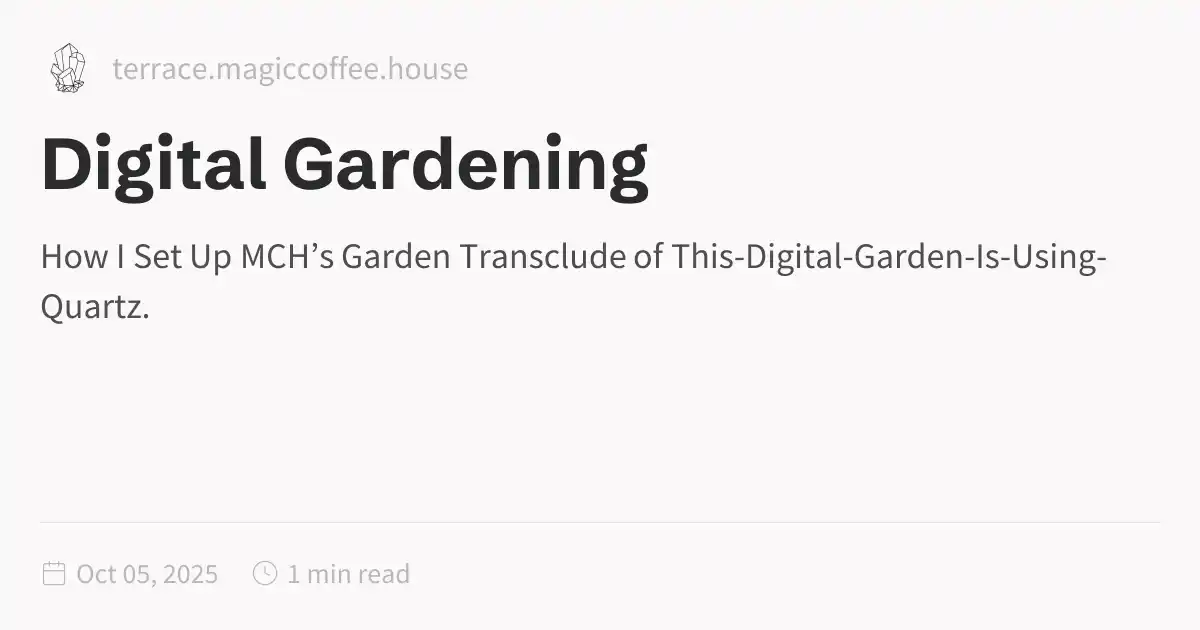 terrace.magiccoffee.house
Digital Gardening
How I Set Up MCH’s Garden Transclude of This-Digital-Garden-Is-Using-
Quartz.
Oct 05, 2025 1 min read